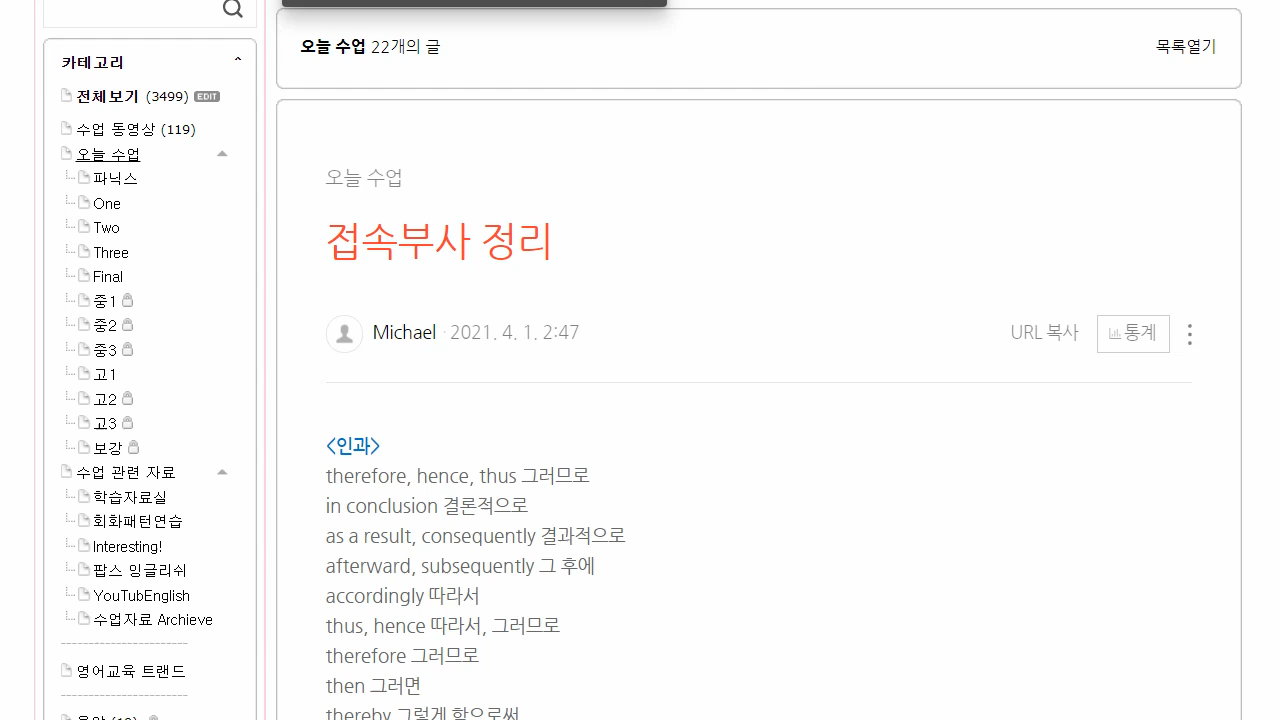 카테고리
전체보기 (3499) EDIT
수업 동영상 (119)
오늘 수업
파닉스
One
Two
Three
Final
중1
중2
중3
고1
고2
고3
보강
수업 관련 자료
학습자료실
회화패턴연습
Interesting!
팝스 잉글리쉬
YouTubEnglish
수업자료 Archieve
영어교육 트랜드
오늘 수업 22개의 글 목록열기
오늘 수업
접속부사 정리
Michael · 2021. 4. 1. 2:47 URL 복사 통계
<인과>
therefore, hence, thus 그러므로
in conclusion 결론적으로
as a result, consequently 결과적으로
afterward, subsequently 그 후에
accordingly 따라서
thus, hence 따라서, 그러므로
therefore 그러므로
then 그러면
thereby 그렇게 함으로써